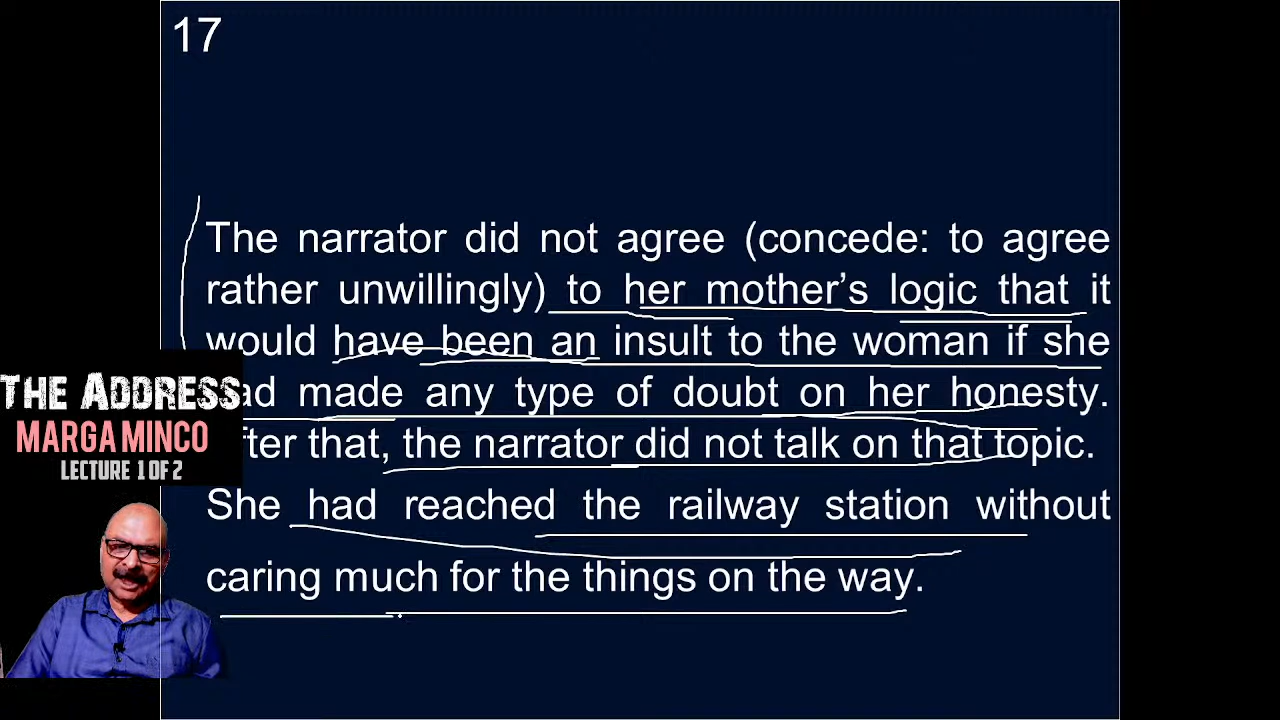 17
The narrator did not agree (concede: to agree
rather unwillingly) to her mother's logic that it
would have been an insult to the woman if she
ad made any type of doubt on her honesty.
fter that, the narrator did not talk on that topic.
She had reached the railway station without
caring much for the things on the way.
THE ADDRESS
MARGA MINCO
LECTURE 1 OF 2